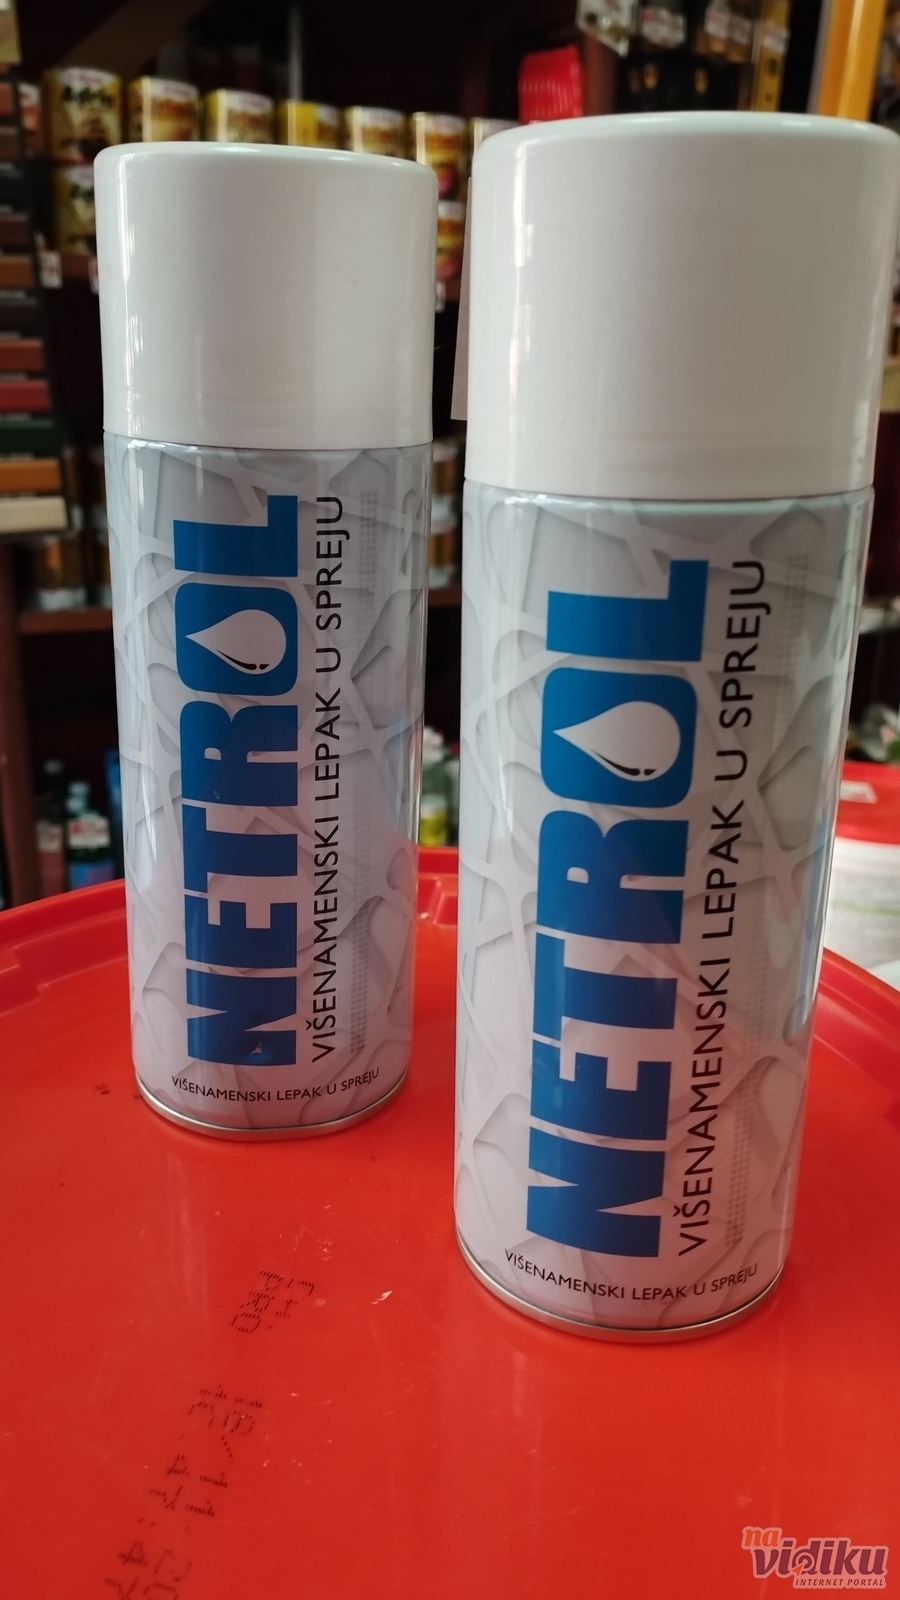 NETROL
VIŠENAMENSKI LEPAK U SPREJU
VIŠENAMENSKI LEPAK U SPREJU
NETROL
VIŠENAMENSKI LEPAK U SPREJU
VIŠENAMENSKI LEPAK U SPREJU
na
vidiku
INTERNET PORTAL